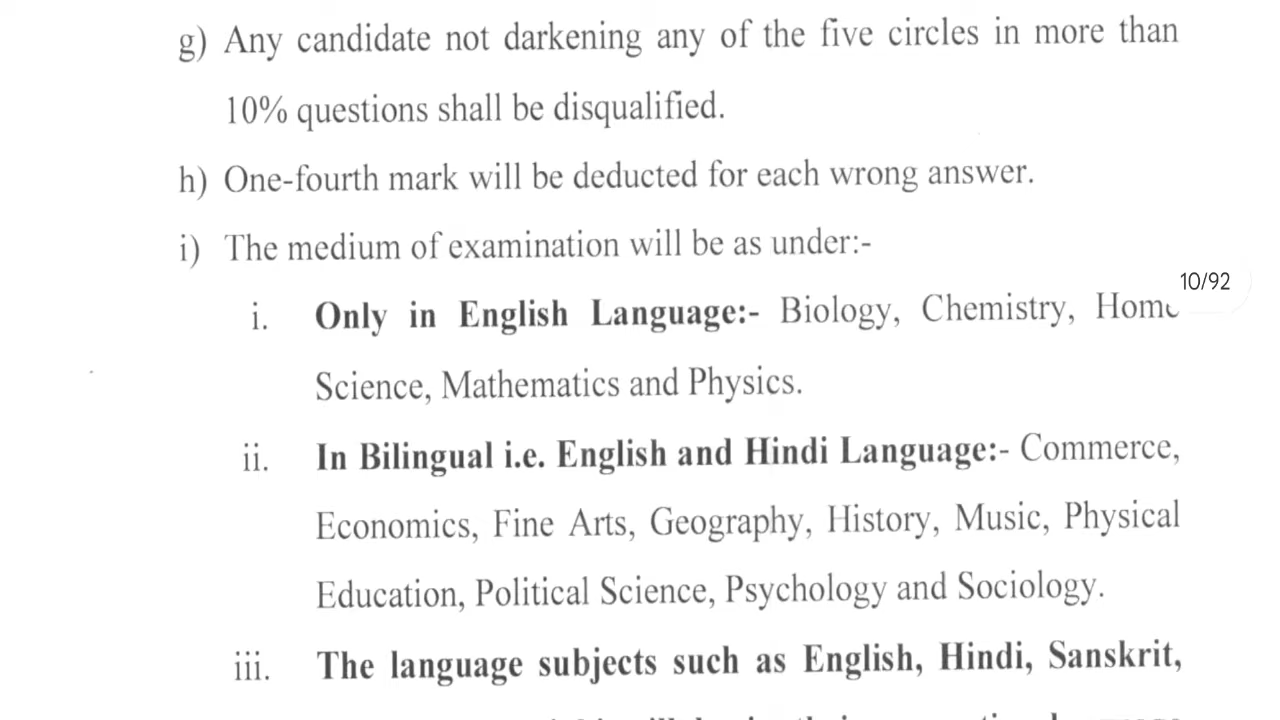 g) Any candidate not darkening any of the five circles in more than
10% questions shall be disqualified.
h) One-fourth mark will be deducted for each wrong answer.
i) The medium of examination will be as under:-
10/92
i. Only in English Language:- Biology, Chemistry, Home
Science, Mathematics and Physics.
ii. In Bilingual i.e. English and Hindi Language:- Commerce,
Economics, Fine Arts, Geography, History, Music, Physical
Education, Political Science, Psychology and Sociology.
iii. The language subjects such as English, Hindi, Sanskrit,